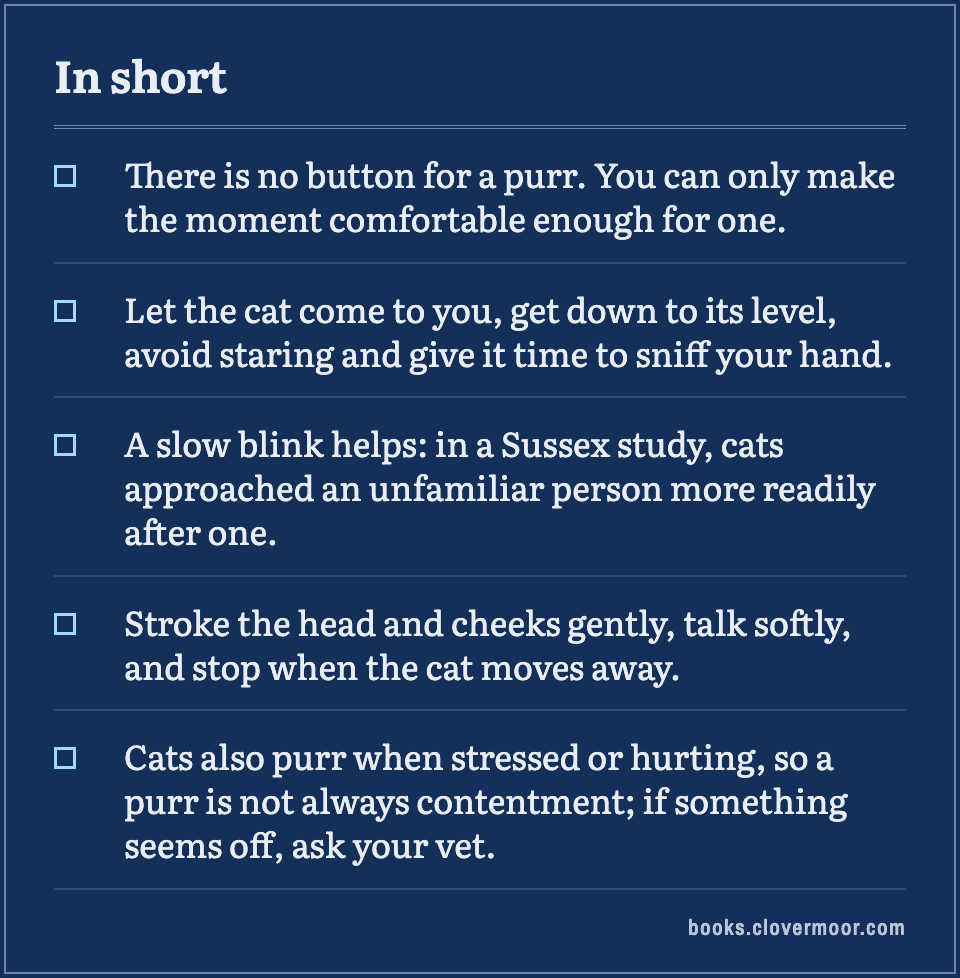 In short
There is no button for a purr. You can only make
the moment comfortable enough for one.
Let the cat come to you, get down to its level,
avoid staring and give it time to sniff your hand.
A slow blink helps: in a Sussex study, cats
approached an unfamiliar person more readily
after one.
Stroke the head and cheeks gently, talk softly,
and stop when the cat moves away.
Cats also purr when stressed or hurting, so a
purr is not always contentment; if something
seems off, ask your vet.
books.clovermoor.com